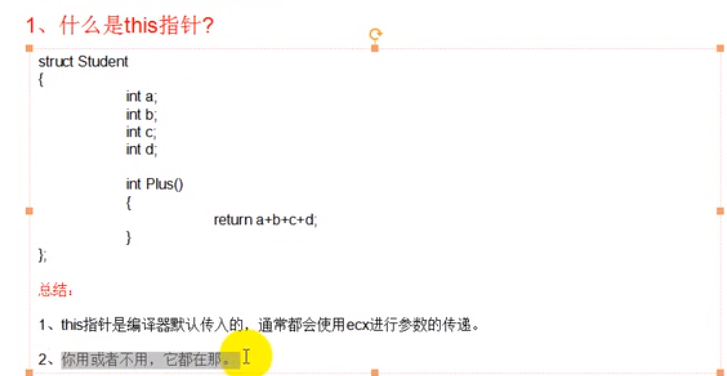 1、什么是this指针?
struct Student
{
int a;
int b;
int c;
int d;
int Plus()
{
return a+b+c+d;
}
};
总结：
1、this指针是编译器默认传入的，通常都会使用ecx进行参数的传递。
2、你用或者不用，它都在那。